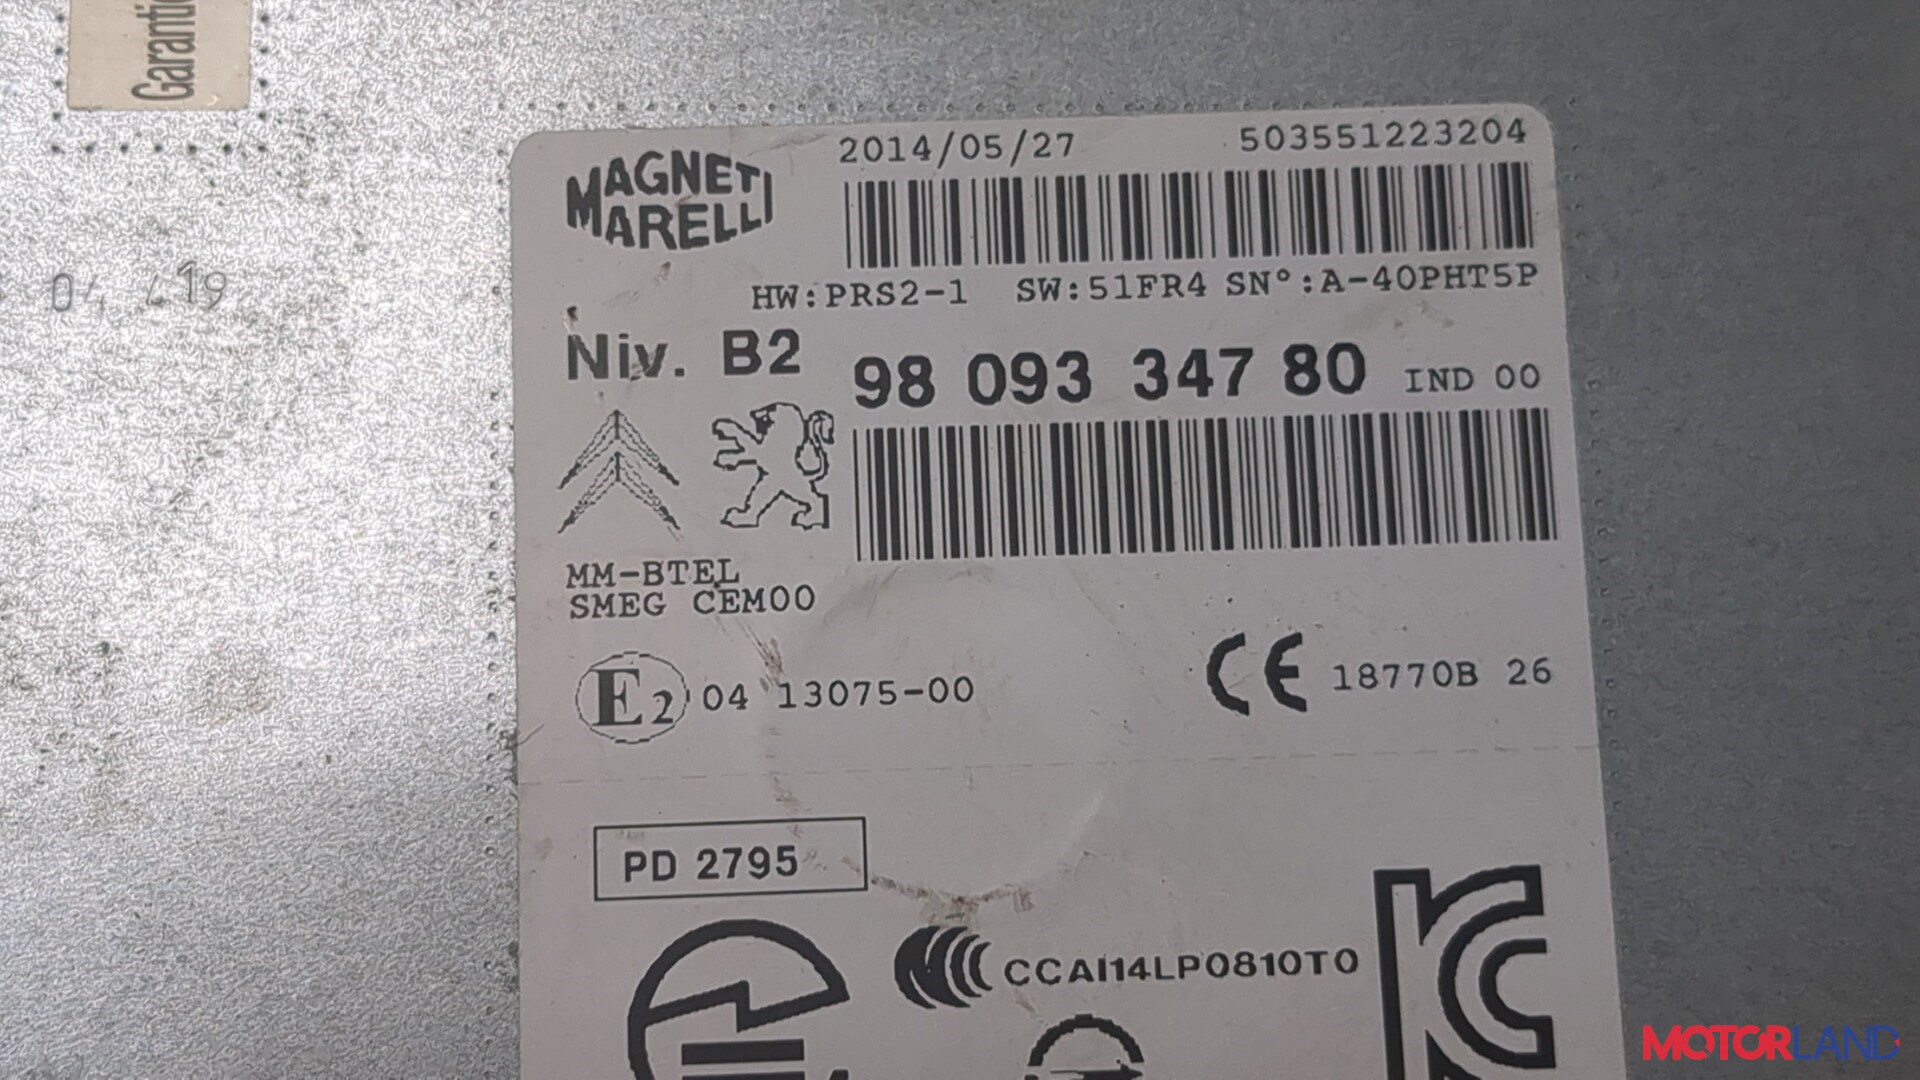 Garanti
04 419
MAGNETI
MARELLI
2014/05/27 503551223204
HW:PRS2-1 SW:51FR4 SN°:A-40PHT5P
Niv. B2 98 093 347 80 IND 00
MM-BTEL
SMEG CEM00
E2 04 13075-00
CE 18770B 26
PD 2795
CCAI14LP0810T0
MOTORLAND